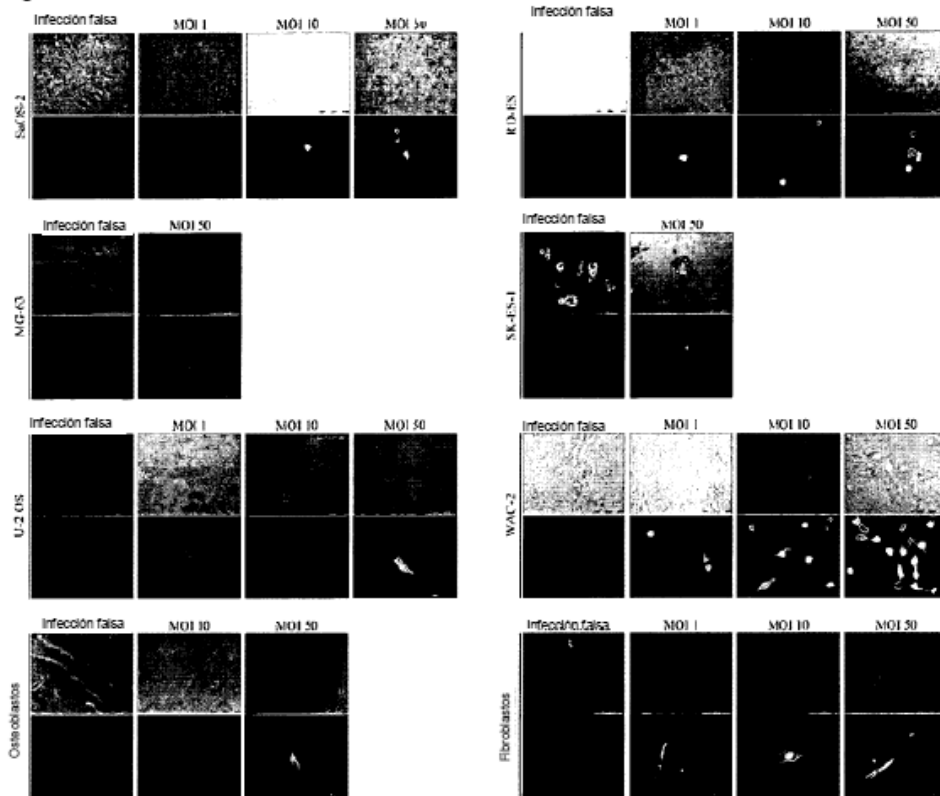 Infección falsa MOI 1 MOI 10 MOI 50
SaOS-2
Infección falsa MOI 1 MOI 10 MOI 50
RD-ES
Infección falsa MOI 50
MG-63
Infección falsa MOI 50
SK-ES-1
Infección falsa MOI 1 MOI 10 MOI 50
U-2 OS
Infección falsa MOI 1 MOI 10 MOI 50
WAC-2
Infección falsa MOI 10 MOI 50
Osteoblastos
Infección falsa MOI 1 MOI 10 MOI 50
Fibroblastos